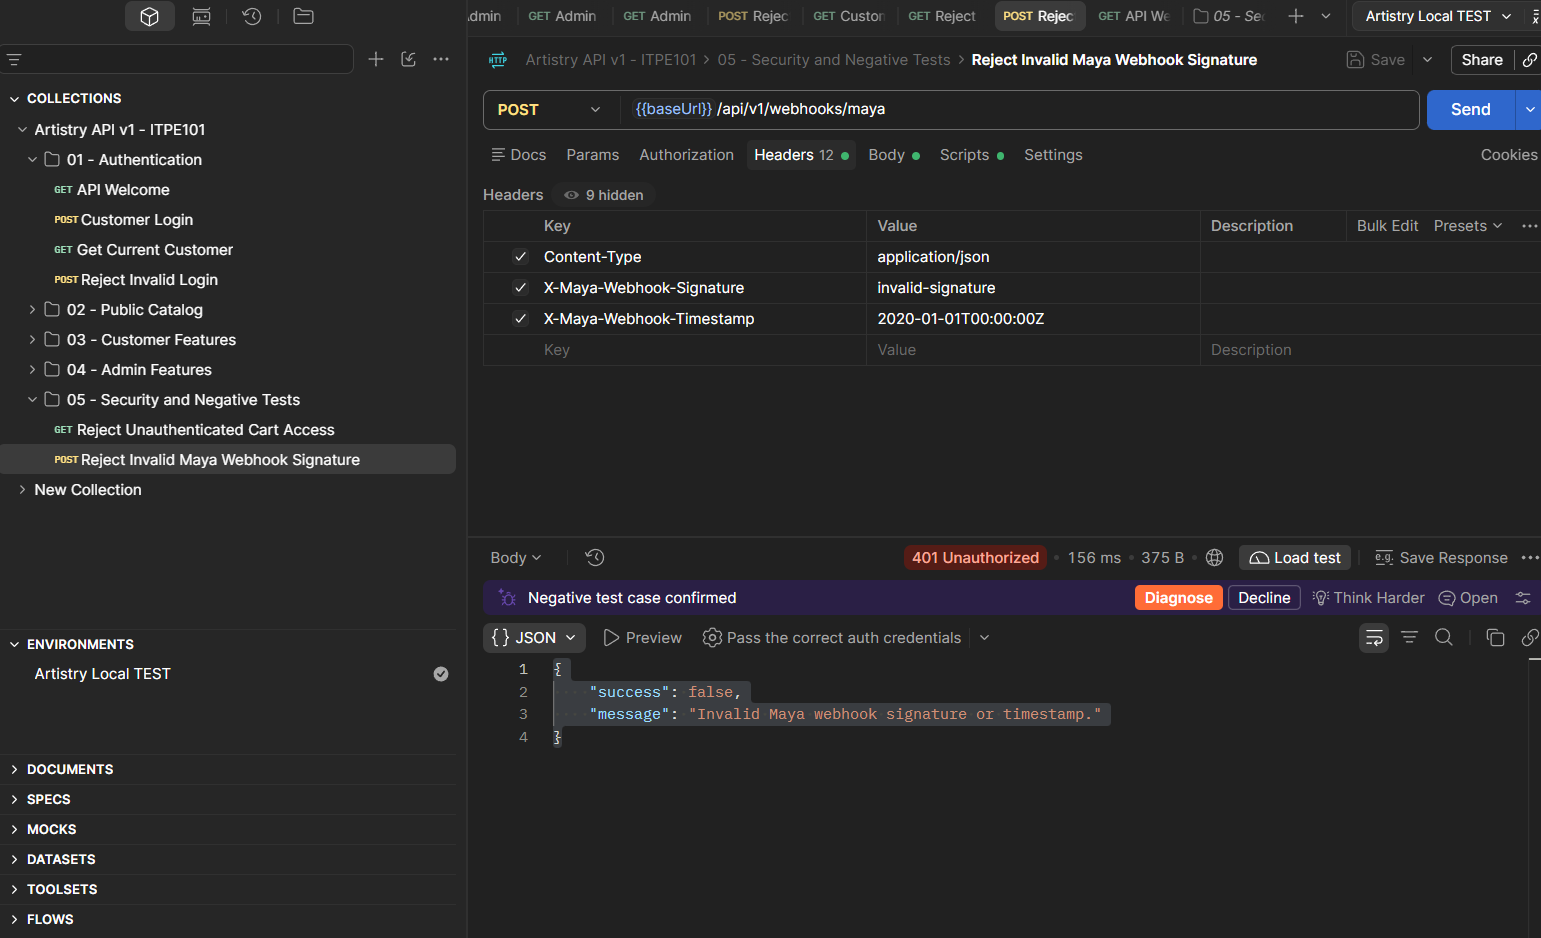 dmin
GET Admin
GET Admin
POST Rejec
GET Custon
GET Reject
POST Rejec
GET API We
05 - Se
Artistry Local TEST
COLLECTIONS
Artistry API v1 - ITPE101
01 - Authentication
GET API Welcome
POST Customer Login
GET Get Current Customer
POST Reject Invalid Login
02 - Public Catalog
03 - Customer Features
04 - Admin Features
05 - Security and Negative Tests
GET Reject Unauthenticated Cart Access
POST Reject Invalid Maya Webhook Signature
New Collection
ENVIRONMENTS
Artistry Local TEST
DOCUMENTS
SPECS
MOCKS
DATASETS
TOOLSETS
FLOWS
HTTP Artistry API v1 - ITPE101 > 05 - Security and Negative Tests > Reject Invalid Maya Webhook Signature
Save
Share
POST {{baseUrl}} /api/v1/webhooks/maya
Send
Docs Params Authorization Headers 12 Body Scripts Settings
Cookies
Headers 9 hidden
Key Value Description Bulk Edit Presets
Content-Type application/json
X-Maya-Webhook-Signature invalid-signature
X-Maya-Webhook-Timestamp 2020-01-01T00:00:00Z
Key Value Description
Body
401 Unauthorized • 156 ms • 375 B
Load test
e.g. Save Response
Negative test case confirmed
Diagnose
Decline
Think Harder
Open
{} JSON
Preview
Pass the correct auth credentials
1 {
2 "success": false,
3 "message": "Invalid Maya webhook signature or timestamp."
4 }